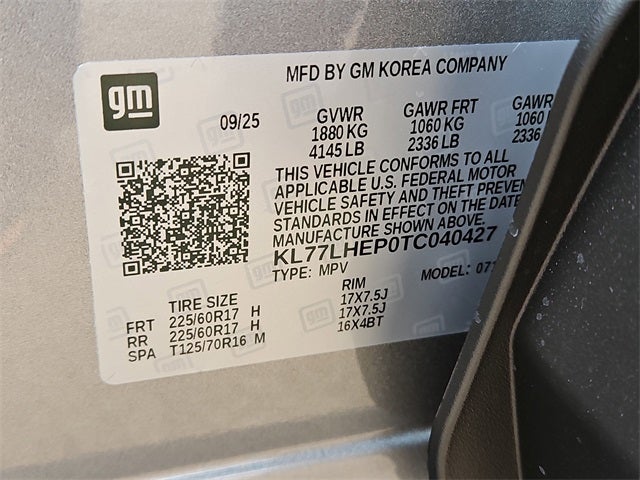 MFD BY GM KOREA COMPANY
gm
09/25
GVWR GAWR FRT GAWR
1880 KG 1060 KG 1060
4145 LB 2336 LB 2336
THIS VEHICLE CONFORMS TO ALL
APPLICABLE U.S. FEDERAL MOTOR
VEHICLE SAFETY AND THEFT PREVEN
STANDARDS IN EFFECT ON THE DATE
MANUFACTURE SHOWN ABOVE.
KL77LHEP0TC040427
TYPE: MPV MODEL: 071
TIRE SIZE RIM
FRT 225/60R17 H 17X7.5J
RR 225/60R17 H 17X7.5J
SPA T125/70R16 M 16X4BT